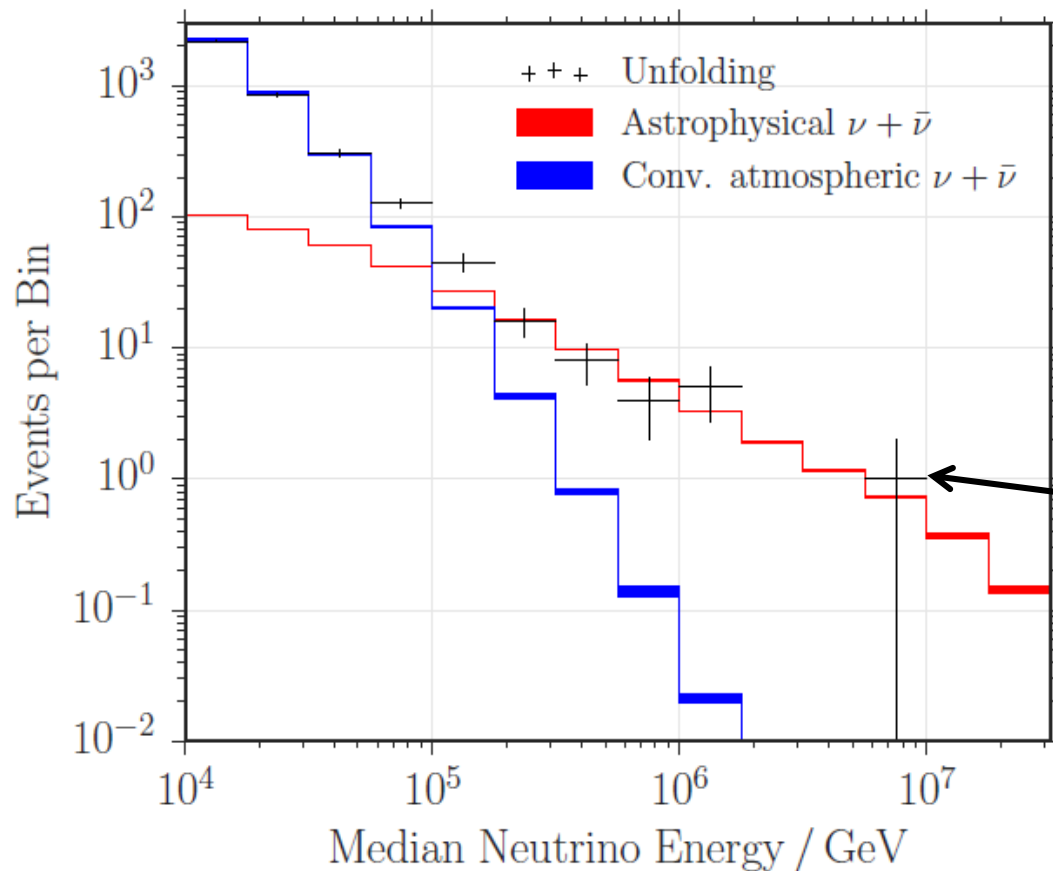 Unfolding
Astrophysical ν + ν̄
Conv. atmospheric ν + ν̄
Events per Bin
10³
10²
10¹
10⁰
10⁻¹
10⁻²
10⁴ 10⁵ 10⁶ 10⁷
Median Neutrino Energy / GeV